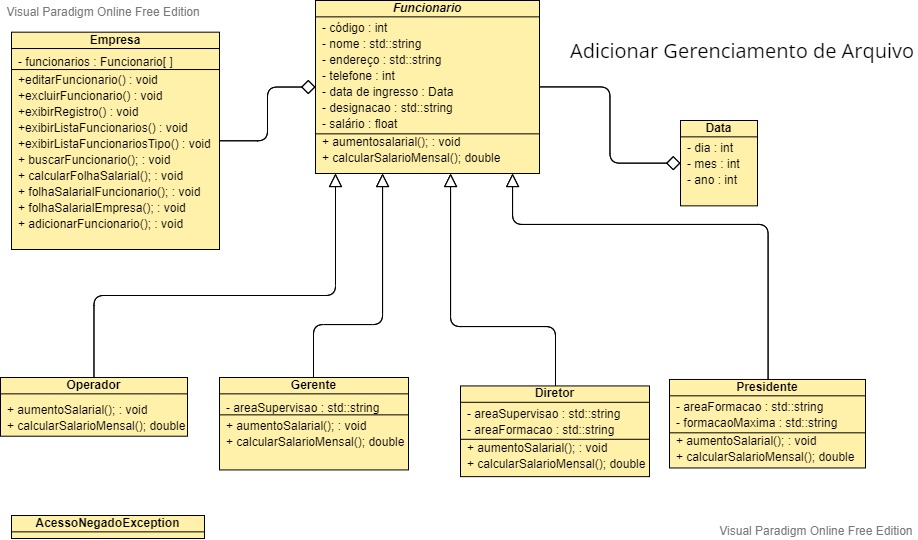 Visual Paradigm Online Free Edition
Empresa
- funcionarios : Funcionario[ ]
+editarFuncionario() : void
+excluirFuncionario() : void
+exibirRegistro() : void
+exibirListaFuncionarios() : void
+exibirListaFuncionariosTipo() : void
+ buscarFuncionario() : void
+ calcularFolhaSalarial(); : void
+ folhaSalarialFuncionario(); : void
+ folhaSalarialEmpresa(); : void
+ adicionarFuncionario(); : void
Funcionario
- código : int
- nome : std::string
- endereço : std::string
- telefone : int
- data de ingresso : Data
- designacao : std::string
- salário : float
+ aumentosalarial(); : void
+ calcularSalarioMensal(); double
Adicionar Gerenciamento de Arquivo
Data
- dia : int
- mes : int
- ano : int
Operador
+ aumentoSalarial(); : void
+ calcularSalarioMensal(); double
Gerente
- areaSupervisao : std::string
+ aumentoSalarial(); : void
+ calcularSalarioMensal(); double
Diretor
- areaSupervisao : std::string
- areaFormacao : std::string
+ aumentoSalarial(); : void
+ calcularSalarioMensal(); double
Presidente
- areaFormacao : std::string
- formacaoMaxima : std::string
+ aumentoSalarial(); : void
+ calcularSalarioMensal(); double
AcessoNegadoException
Visual Paradigm Online Free Edition